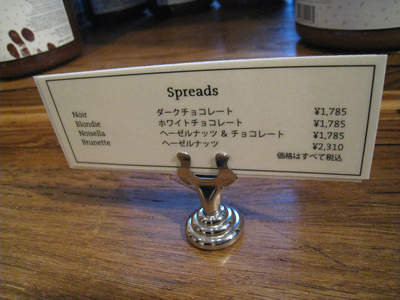 Spreads
Noir ダークチョコレート ¥1,785
Blondie ホワイトチョコレート ¥1,785
Noisella ヘーゼルナッツ & チョコレート ¥1,785
Brunette ヘーゼルナッツ ¥2,310
価格はすべて税込